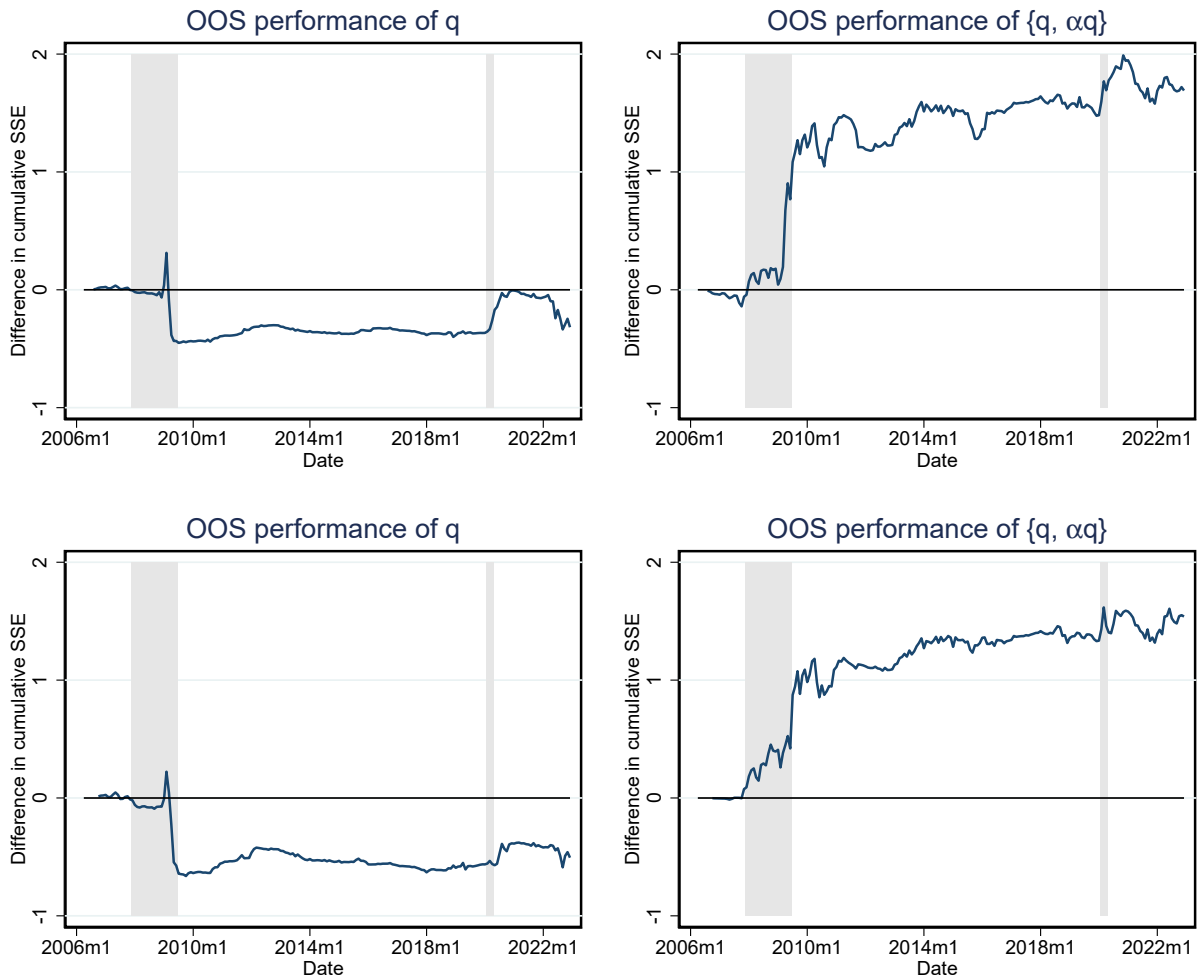 OOS performance of q
Difference in cumulative SSE
2
1
0
-1
2006m1 2010m1 2014m1 2018m1 2022m1
Date
OOS performance of {q, αq}
Difference in cumulative SSE
2
1
0
-1
2006m1 2010m1 2014m1 2018m1 2022m1
Date
OOS performance of q
Difference in cumulative SSE
2
1
0
-1
2006m1 2010m1 2014m1 2018m1 2022m1
Date
OOS performance of {q, αq}
Difference in cumulative SSE
2
1
0
-1
2006m1 2010m1 2014m1 2018m1 2022m1
Date